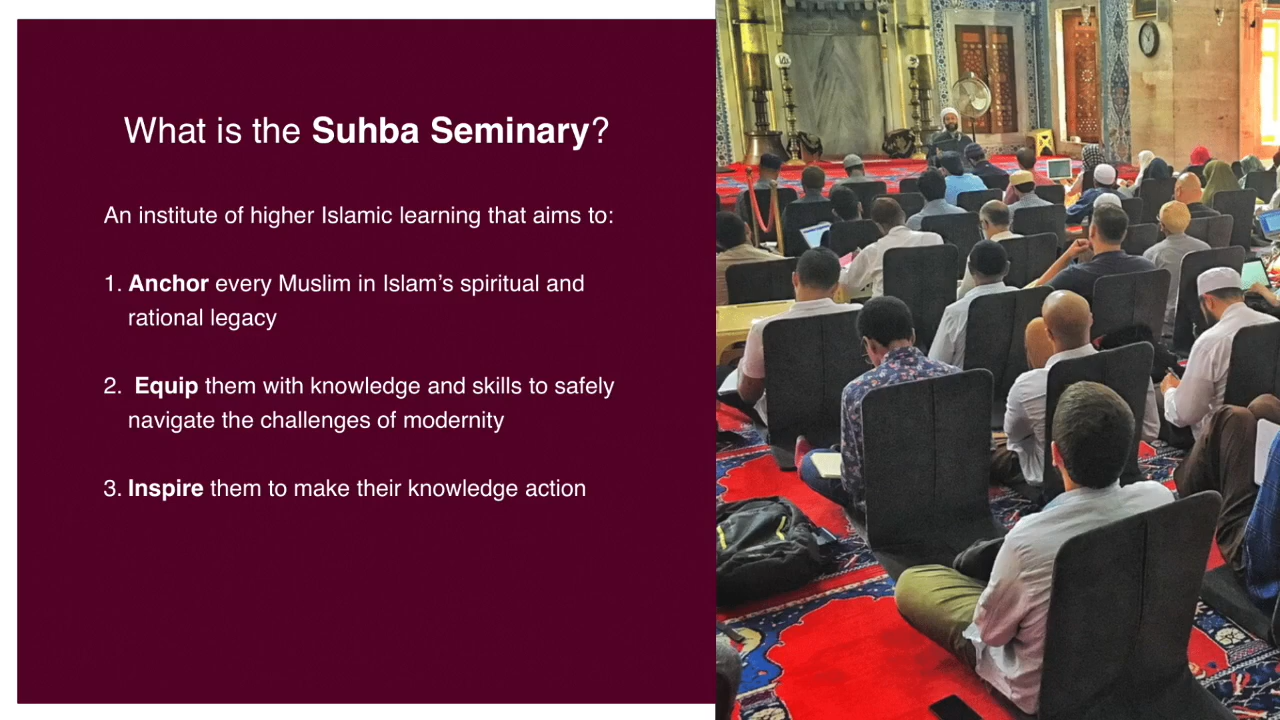 What is the Suhba Seminary?
An institute of higher Islamic learning that aims to:
1. Anchor every Muslim in Islam’s spiritual and
rational legacy
2. Equip them with knowledge and skills to safely
navigate the challenges of modernity
3. Inspire them to make their knowledge action